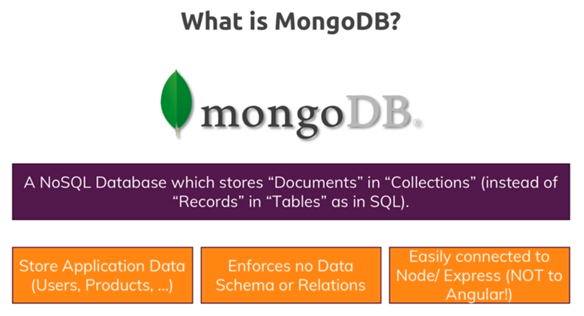 What is MongoDB?
mongoDB.
A NoSQL Database which stores “Documents” in “Collections” (instead of
“Records” in “Tables” as in SQL).
Store Application Data
(Users, Products, ...)
Enforces no Data
Schema or Relations
Easily connected to
Node/ Express (NOT to
Angular!)